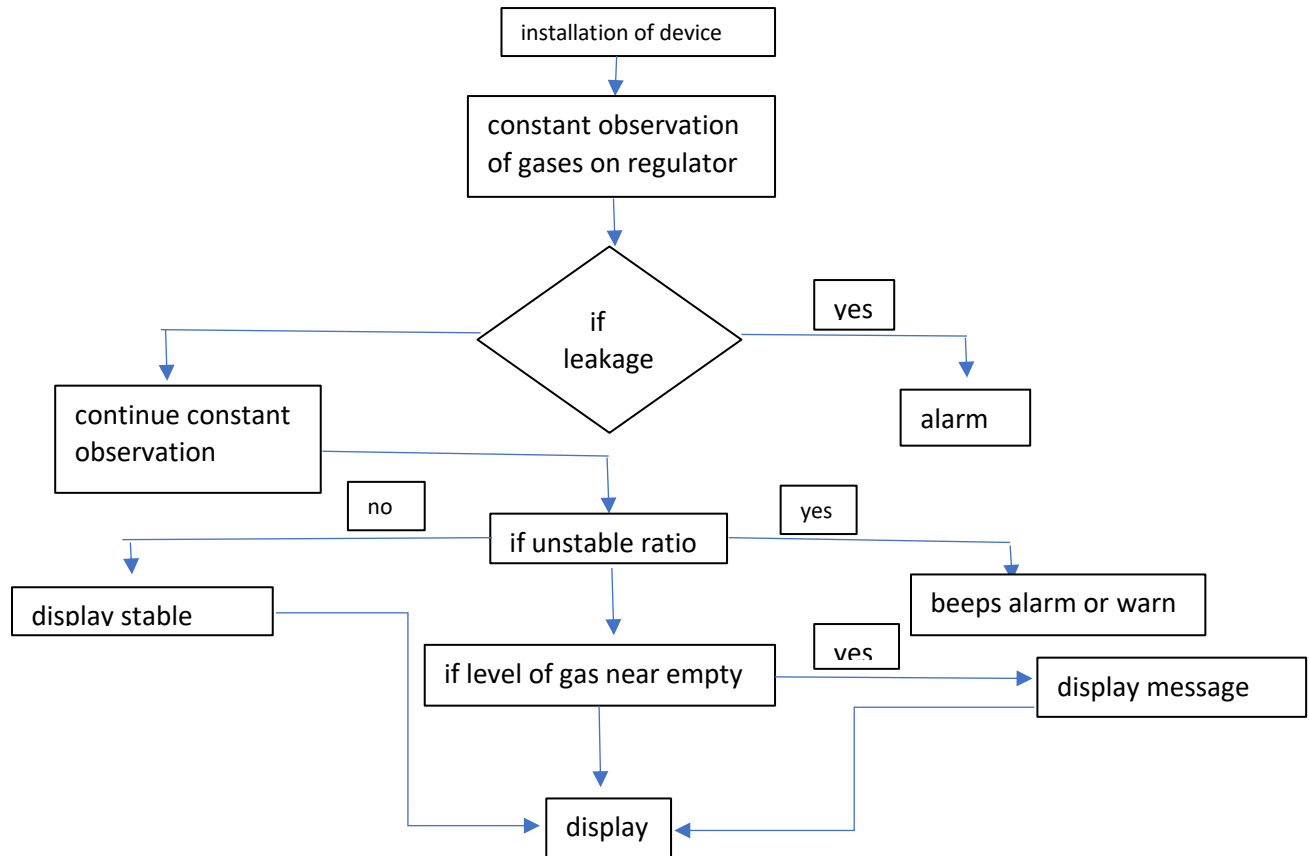 installation of device
constant observation
of gases on regulator
if
leakage
yes
continue constant
observation
alarm
no
yes
if unstable ratio
display stable
beeps alarm or warn
yes
if level of gas near empty
display message
display